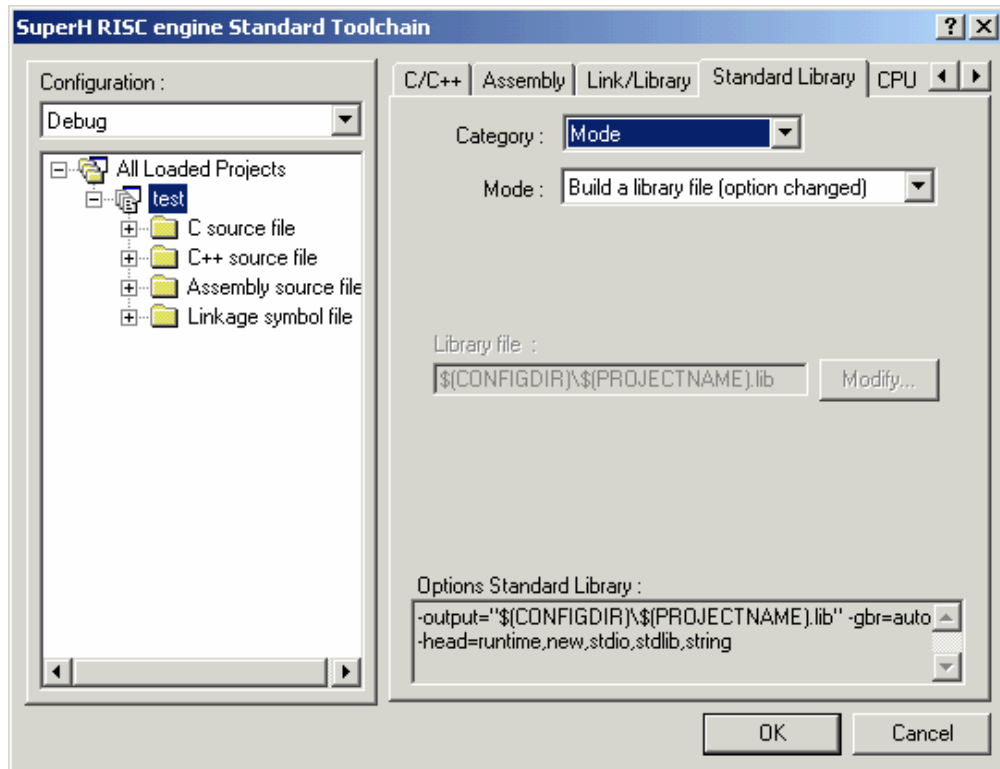 SuperH RISC engine Standard Toolchain
Configuration :
Debug
All Loaded Projects
test
C source file
C++ source file
Assembly source file
Linkage symbol file
C/C++ Assembly Link/Library Standard Library CPU
Category : Mode
Mode : Build a library file (option changed)
Library file :
$(CONFIGDIR)\$(PROJECTNAME).lib Modify...
Options Standard Library :
-output="$(CONFIGDIR)\$(PROJECTNAME).lib" -gbr=auto
-head=runtime,new,stdio,stdlib,string
OK Cancel